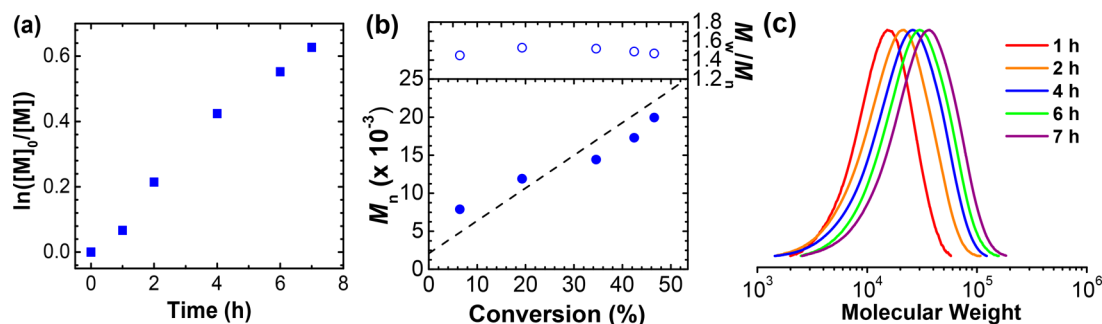 (a)
ln([M]0/[M])
0.6
0.4
0.2
0.0
0 2 4 6 8
Time (h)
(b)
1.8
1.6
1.4
1.2
Mw/Mn
25
20
15
10
5
0
Mn (x 10-3)
0 10 20 30 40 50
Conversion (%)
(c)
1 h
2 h
4 h
6 h
7 h
103 104 105 106
Molecular Weight